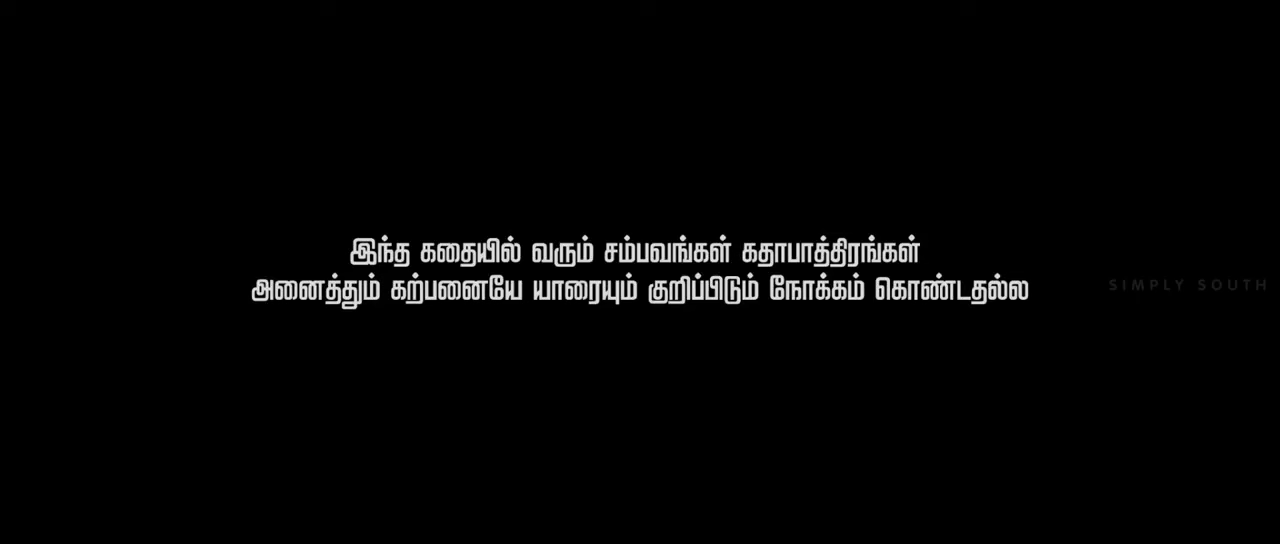 இந்த கதையில் வரும் சம்பவங்கள் கதாபாத்திரங்கள்
அனைத்தும் கற்பனையே யாரையும் குறிப்பிடும் நோக்கம் கொண்டதல்ல
SIMPLY SOUTH